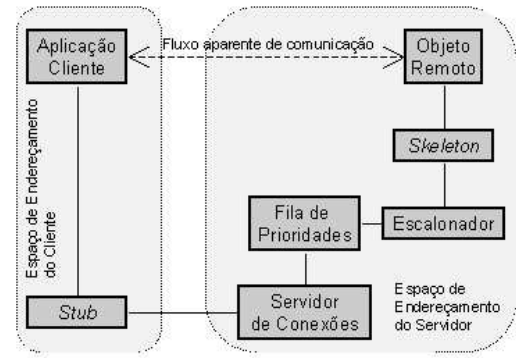 Aplicação
Cliente
Fluxo aparente de comunicação
Objeto
Remoto
Skeleton
Espaço de Endereçamento
do Cliente
Fila de
Prioridades
Escalonador
Stub
Servidor
de Conexões
Espaço de
Endereçamento
do Servidor